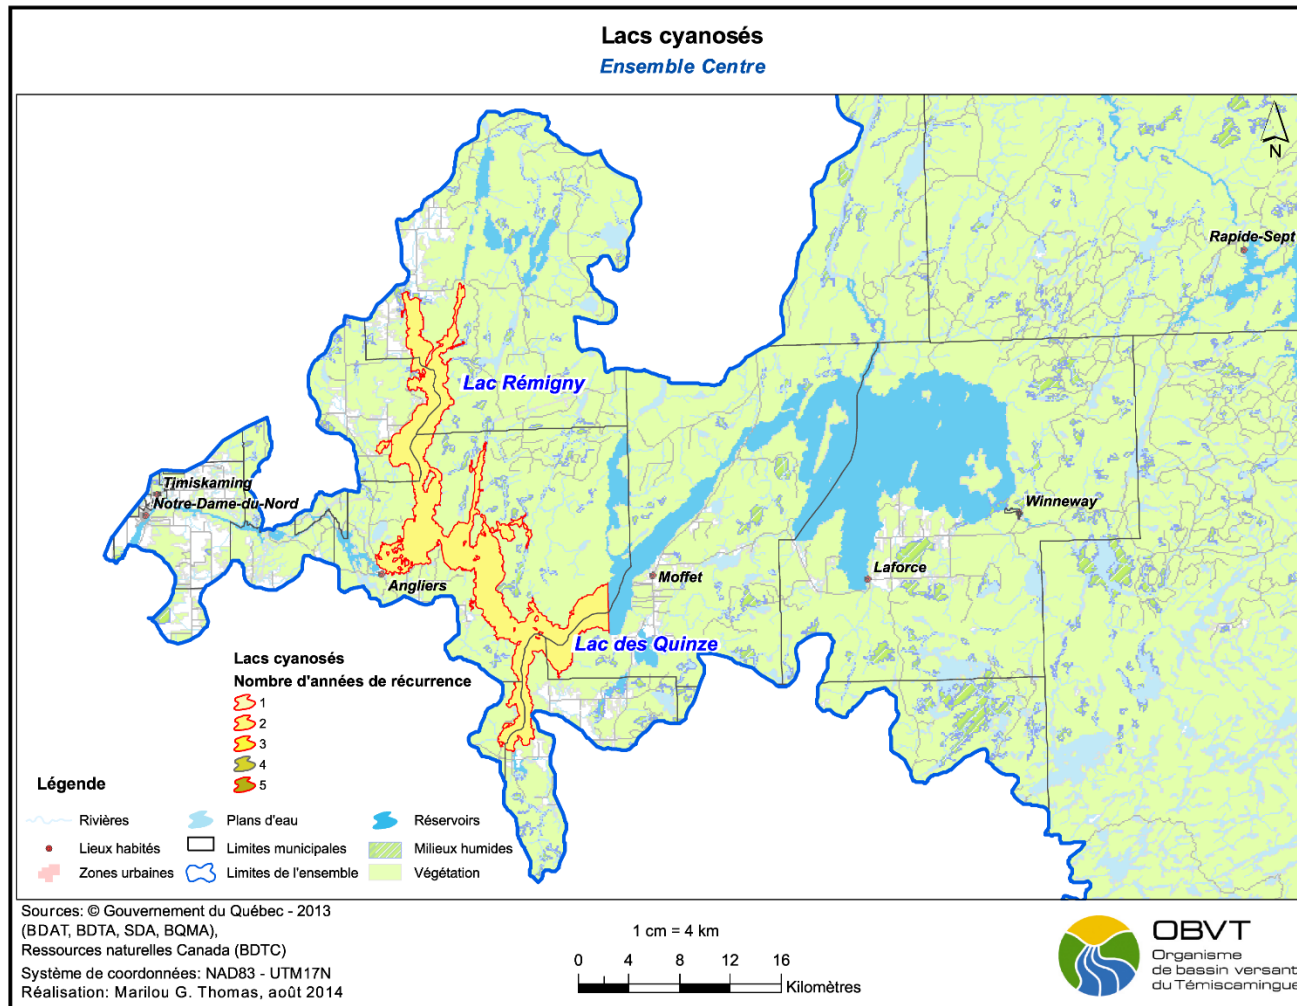 Lacs cyanosés
Ensemble Centre
N
Rapide-Sept
Lac Rémigny
Timiskaming
Notre-Dame-du-Nord
Winneway
Angliers
Moffet
Laforce
Lac des Quinze
Lacs cyanosés
Nombre d'années de récurrence
1
2
3
4
5
Légende
Rivières
Plans d'eau
Réservoirs
Lieux habités
Limites municipales
Milieux humides
Zones urbaines
Limites de l'ensemble
Végétation
Sources: © Gouvernement du Québec - 2013
(BDAT, BDTA, SDA, BQMA),
Ressources naturelles Canada (BDTC)
Système de coordonnées: NAD83 - UTM17N
Réalisation: Marilou G. Thomas, août 2014
1 cm = 4 km
0 4 8 12 16
Kilomètres
OBVT
Organisme
de bassin versant
du Témiscamingue